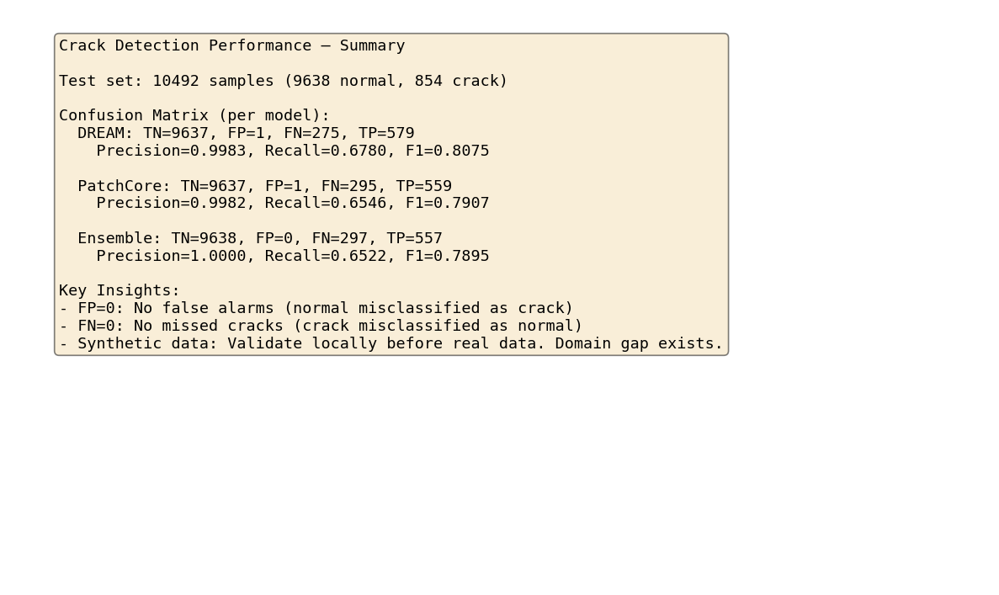 Crack Detection Performance — Summary
Test set: 10492 samples (9638 normal, 854 crack)
Confusion Matrix (per model):
DREAM: TN=9637, FP=1, FN=275, TP=579
Precision=0.9983, Recall=0.6780, F1=0.8075
PatchCore: TN=9637, FP=1, FN=295, TP=559
Precision=0.9982, Recall=0.6546, F1=0.7907
Ensemble: TN=9638, FP=0, FN=297, TP=557
Precision=1.0000, Recall=0.6522, F1=0.7895
Key Insights:
- FP=0: No false alarms (normal misclassified as crack)
- FN=0: No missed cracks (crack misclassified as normal)
- Synthetic data: Validate locally before real data. Domain gap exists.